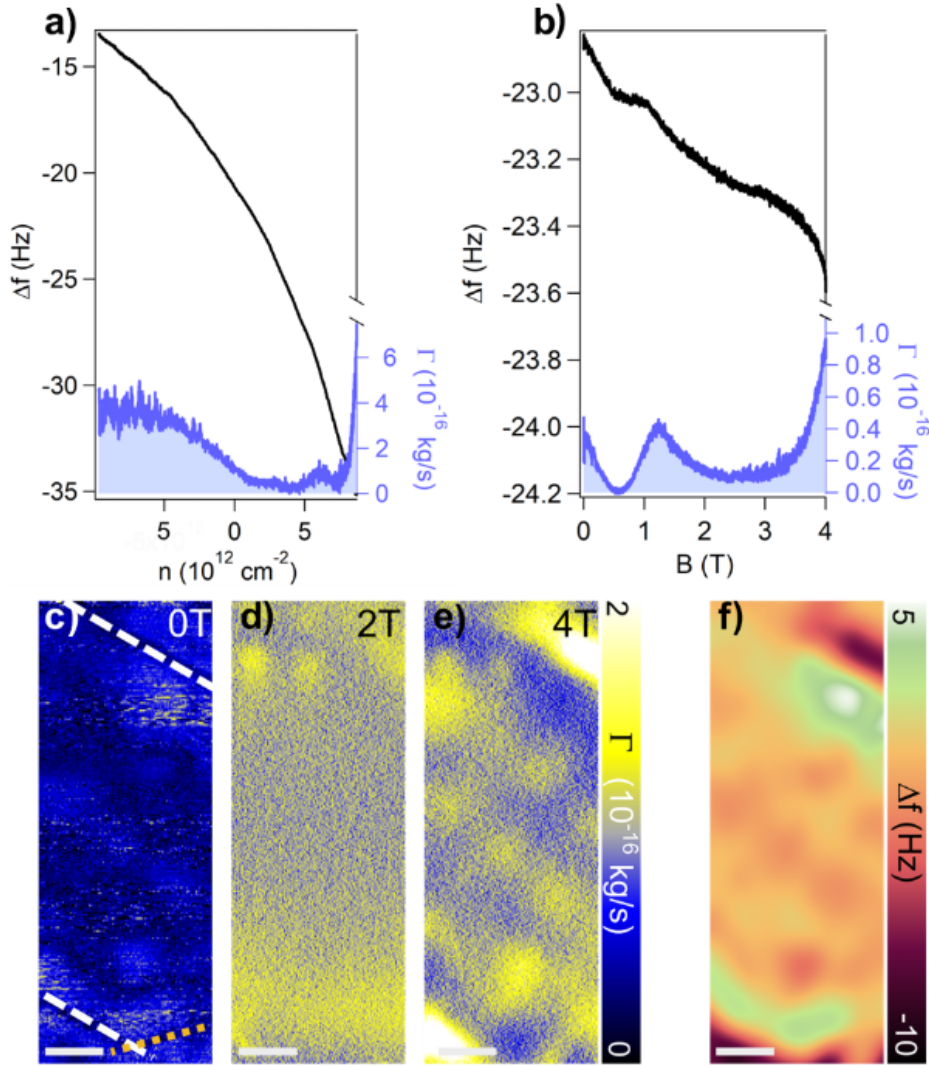 a)
-15
-20
-25
-30
-35
Δf (Hz)
6
4
2
0
Γ (10⁻¹⁶ kg/s)
5 0 5
n (10¹² cm⁻²)
b)
-23.0
-23.2
-23.4
-23.6
-23.8
-24.0
-24.2
Δf (Hz)
1.0
0.8
0.6
0.4
0.2
0.0
Γ (10⁻¹⁶ kg/s)
0 1 2 3 4
B (T)
c) 0T
d) 2T
e) 4T
2
Γ (10⁻¹⁶ kg/s)
0
f)
5
Δf (Hz)
-10